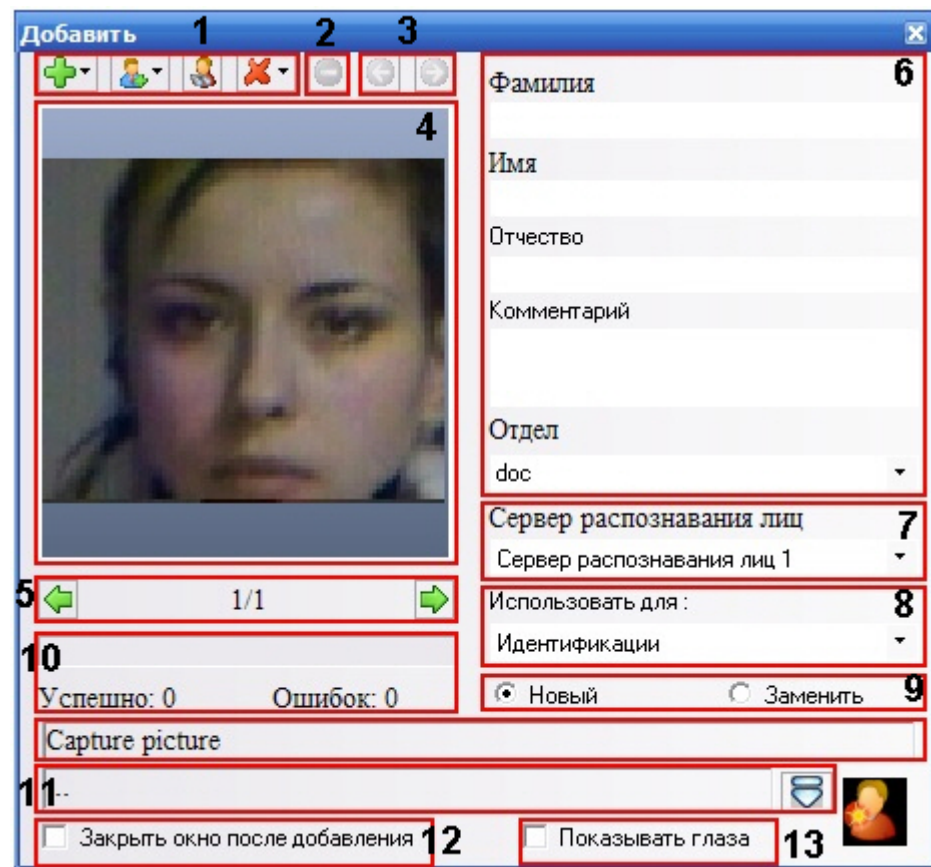 Добавить
1
2
3
4
5
1/1
10
Успешно: 0 Ошибок: 0
6
Фамилия
Имя
Отчество
Комментарий
Отдел
doc
Сервер распознавания лиц
7
Сервер распознавания лиц 1
Использовать для :
8
Идентификации
Новый Заменить 9
Capture picture
11 --
Закрыть окно после добавления 12
Показывать глаза 13